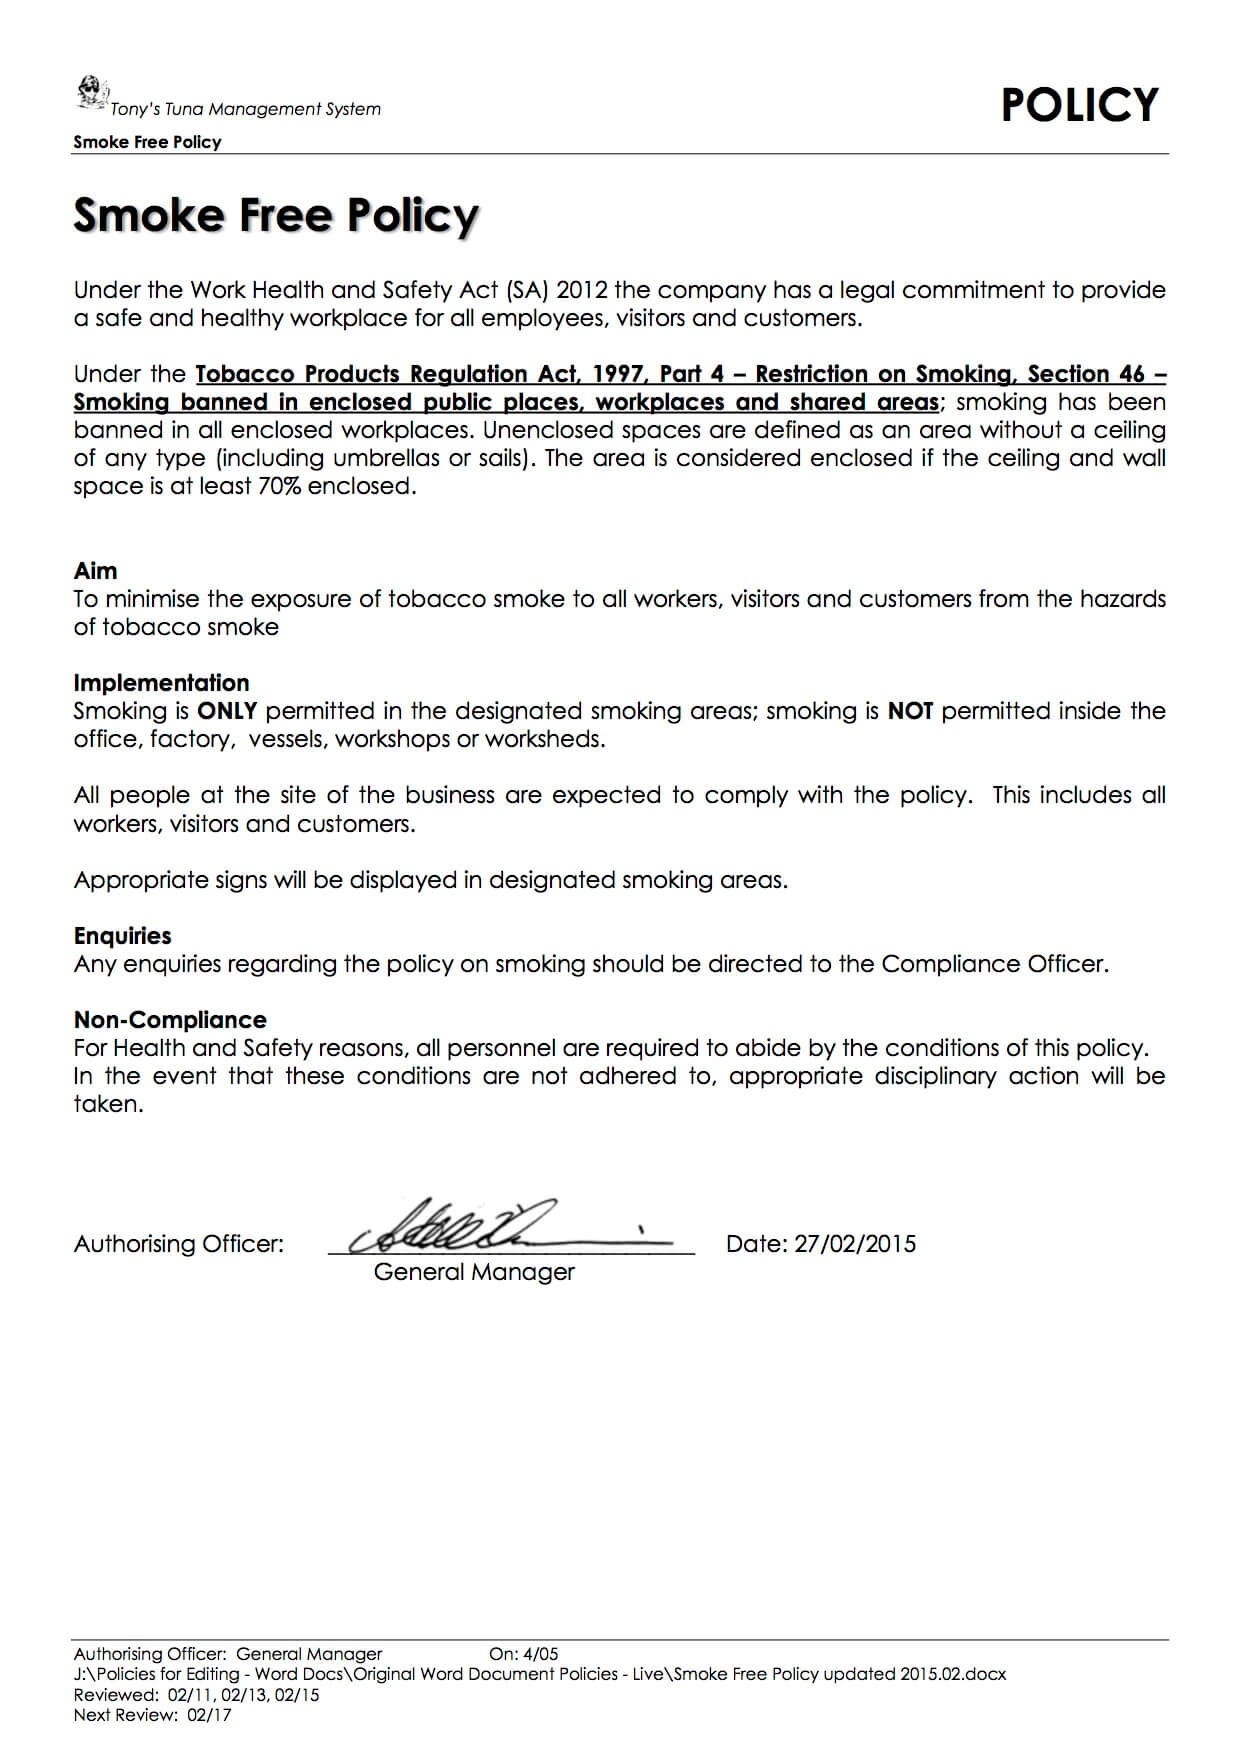 Tony's Tuna Management System
POLICY
Smoke Free Policy
Smoke Free Policy
Under the Work Health and Safety Act (SA) 2012 the company has a legal commitment to provide
a safe and healthy workplace for all employees, visitors and customers.
Under the Tobacco Products Regulation Act, 1997, Part 4 – Restriction on Smoking, Section 46 –
Smoking banned in enclosed public places, workplaces and shared areas; smoking has been
banned in all enclosed workplaces. Unenclosed spaces are defined as an area without a ceiling
of any type (including umbrellas or sails). The area is considered enclosed if the ceiling and wall
space is at least 70% enclosed.
Aim
To minimise the exposure of tobacco smoke to all workers, visitors and customers from the hazards
of tobacco smoke
Implementation
Smoking is ONLY permitted in the designated smoking areas; smoking is NOT permitted inside the
office, factory,  vessels, workshops or worksheds.
All people at the site of the business are expected to comply with the policy.  This includes all
workers, visitors and customers.
Appropriate signs will be displayed in designated smoking areas.
Enquiries
Any enquiries regarding the policy on smoking should be directed to the Compliance Officer.
Non-Compliance
For Health and Safety reasons, all personnel are required to abide by the conditions of this policy.
In the event that these conditions are not adhered to, appropriate disciplinary action will be
taken.
Authorising Officer: Date: 27/02/2015
General Manager
Authorising Officer:  General Manager On: 4/05
J:\Policies for Editing - Word Docs\Original Word Document Policies - Live\Smoke Free Policy updated 2015.02.docx
Reviewed:  02/11, 02/13, 02/15
Next Review:  02/17